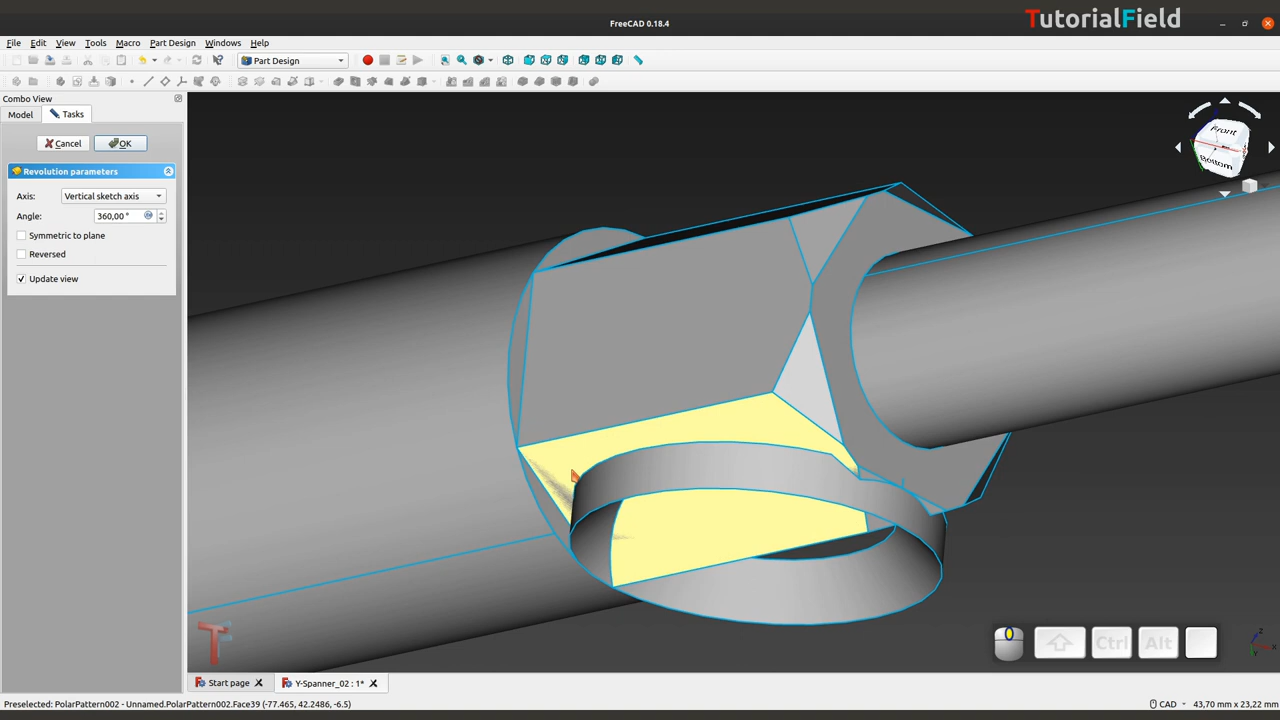 FreeCAD 0.18.4
TutorialField
File Edit View Tools Macro Part Design Windows Help
Part Design
Combo View
Model Tasks
Cancel OK
Revolution parameters
Axis: Vertical sketch axis
Angle: 360,00 °
Symmetric to plane
Reversed
Update view
Front
Bottom
Ctrl Alt
Start page Y-Spanner_02 : 1*
Preselected: PolarPattern002 - Unnamed.PolarPattern002.Face39 (-77.465, 42.2486, -6.5) CAD 43,70 mm x 23,22 mm